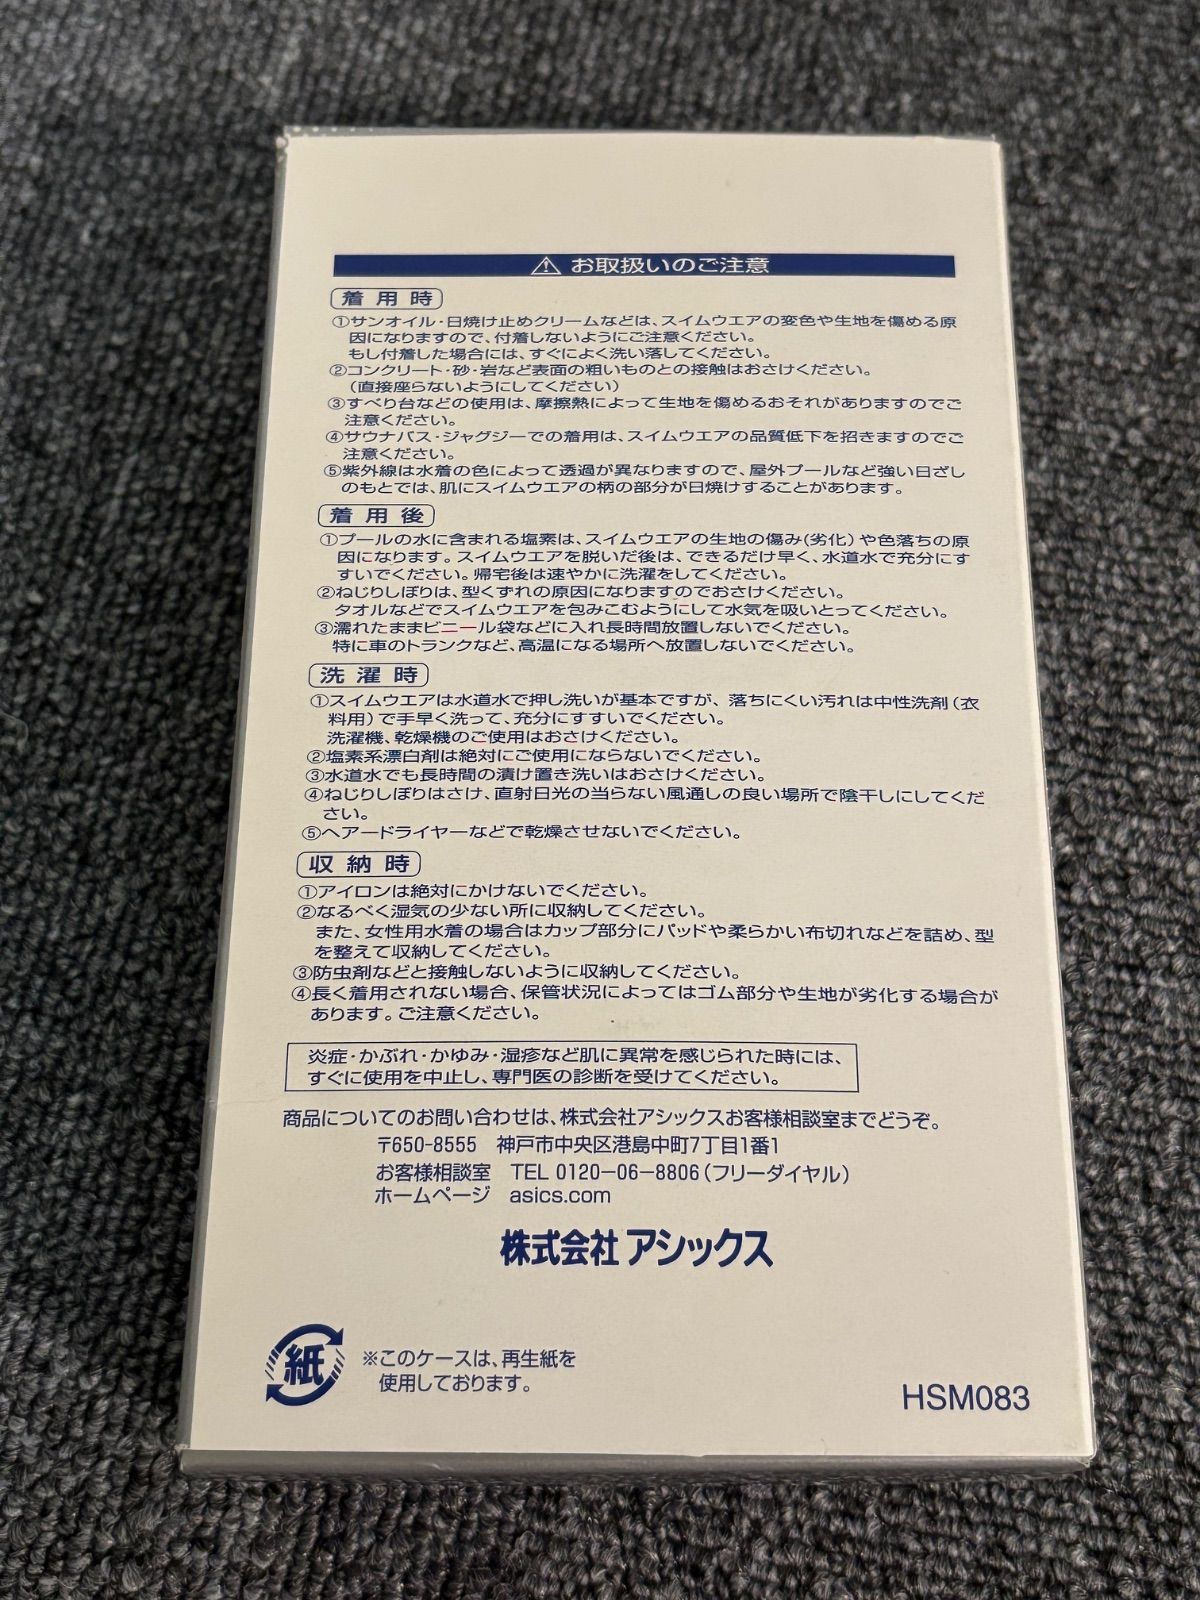 ⚠ お取扱いのご注意
着用時
①サンオイル・日焼け止めクリームなどは、スイムウエアの変色や生地を傷める原
因になりますので、付着しないようにご注意ください。
もし付着した場合には、すぐによく洗い落してください。
②コンクリート・砂・岩など表面の粗いものとの接触はおさけください。
(直接座らないようにしてください)
③すべり台などの使用は、摩擦熱によって生地を傷めるおそれがありますのでご
注意ください。
④サウナバス・ジャグジーでの着用は、スイムウエアの品質低下を招きますのでご
注意ください。
⑤紫外線は水着の色によって透過が異なりますので、屋外プールなど強い日ざし
のもとでは、肌にスイムウエアの柄の部分が日焼けすることがあります。
着用後
①プールの水に含まれる塩素は、スイムウエアの生地の傷み(劣化)や色落ちの原
因になります。スイムウエアを脱いだ後は、できるだけ早く、水道水で充分にす
すいでください。帰宅後は速やかに洗濯をしてください。
②ねじりしぼりは、型くずれの原因になりますのでおさけください。
タオルなどでスイムウエアを包みこむようにして水気を吸いとってください。
③濡れたままビニール袋などに入れ長時間放置しないでください。
特に車のトランクなど、高温になる場所へ放置しないでください。
洗濯時
①スイムウエアは水道水で押し洗いが基本ですが、落ちにくい汚れは中性洗剤(衣
料用)で手早く洗って、充分にすすいでください。
洗濯機、乾燥機のご使用はおさけください。
②塩素系漂白剤は絶対にご使用にならないでください。
③水道水でも長時間の漬け置き洗いはおさけください。
④ねじりしぼりはさけ、直射日光の当らない風通しの良い場所で陰干しにしてくだ
さい。
⑤ヘアードライヤーなどで乾燥させないでください。
収納時
①アイロンは絶対にかけないでください。
②なるべく湿気の少ない所に収納してください。
また、女性用水着の場合はカップ部分にパッドや柔らかい布切れなどを詰め、型
を整えて収納してください。
③防虫剤などと接触しないように収納してください。
④長く着用されない場合、保管状況によってはゴム部分や生地が劣化する場合が
あります。ご注意ください。
炎症・かぶれ・かゆみ・湿疹など肌に異常を感じられた時には、
すぐに使用を中止し、専門医の診断を受けてください。
商品についてのお問い合わせは、株式会社アシックスお客様相談室までどうぞ。
〒650-8555 神戸市中央区港島中町7丁目1番1
お客様相談室 TEL 0120-06-8806(フリーダイヤル)
ホームページ asics.com
株式会社アシックス
紙
※このケースは、再生紙を
使用しております。
HSM083